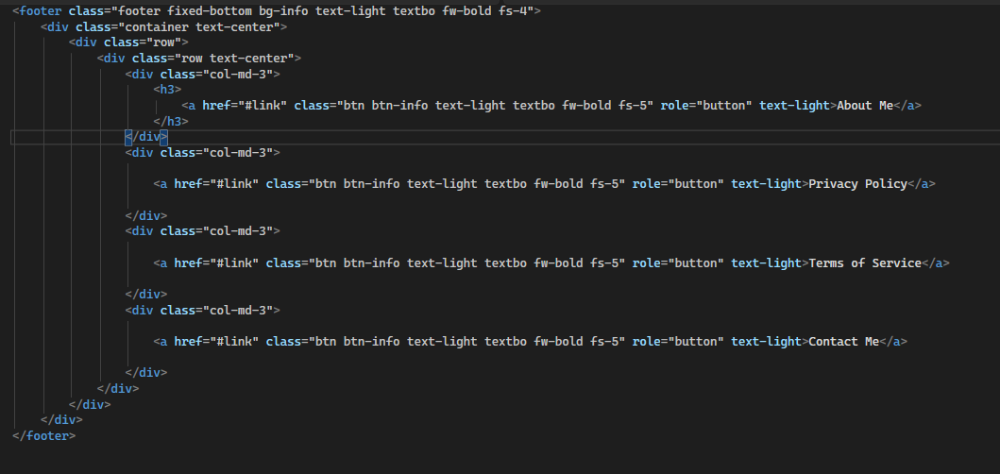 <footer class="footer fixed-bottom bg-info text-light textbo fw-bold fs-4">
<div class="container text-center">
<div class="row">
<div class="row text-center">
<div class="col-md-3">
<h3>
<a href="#link" class="btn btn-info text-light textbo fw-bold fs-5" role="button" text-light>About Me</a>
</h3>
</div>
<div class="col-md-3">
<a href="#link" class="btn btn-info text-light textbo fw-bold fs-5" role="button" text-light>Privacy Policy</a>
</div>
<div class="col-md-3">
<a href="#link" class="btn btn-info text-light textbo fw-bold fs-5" role="button" text-light>Terms of Service</a>
</div>
<div class="col-md-3">
<a href="#link" class="btn btn-info text-light textbo fw-bold fs-5" role="button" text-light>Contact Me</a>
</div>
</div>
</div>
</div>
</footer>